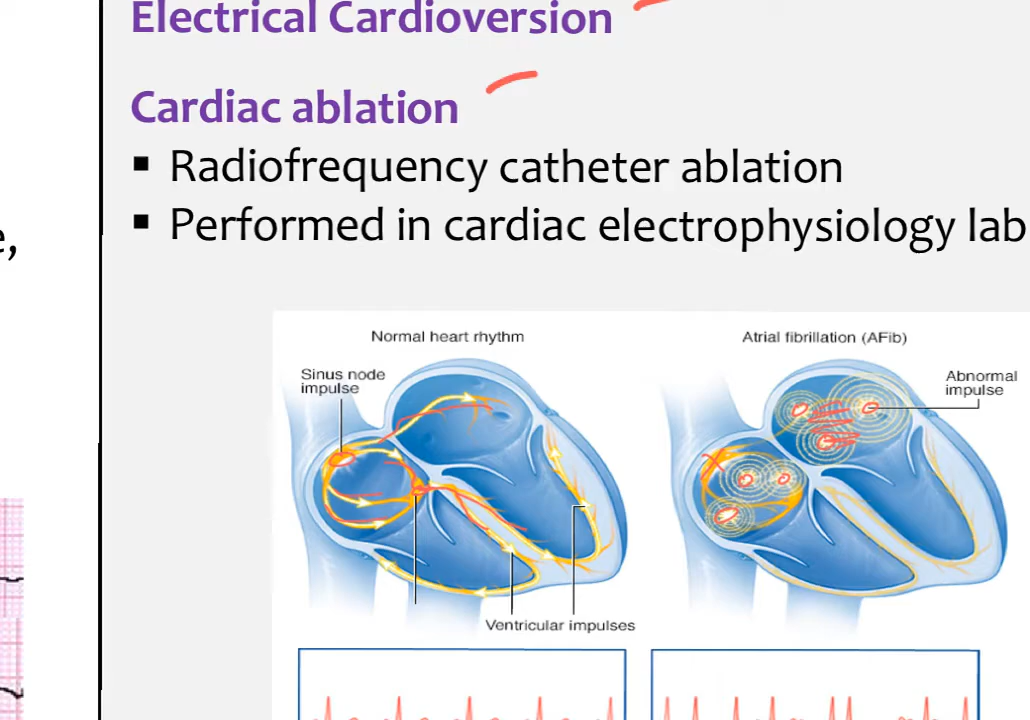 Electrical Cardioversion
Cardiac ablation
▪ Radiofrequency catheter ablation
▪ Performed in cardiac electrophysiology lab
e,
Normal heart rhythm
Atrial fibrillation (AFib)
Sinus node
impulse
Abnormal
impulse
Ventricular impulses